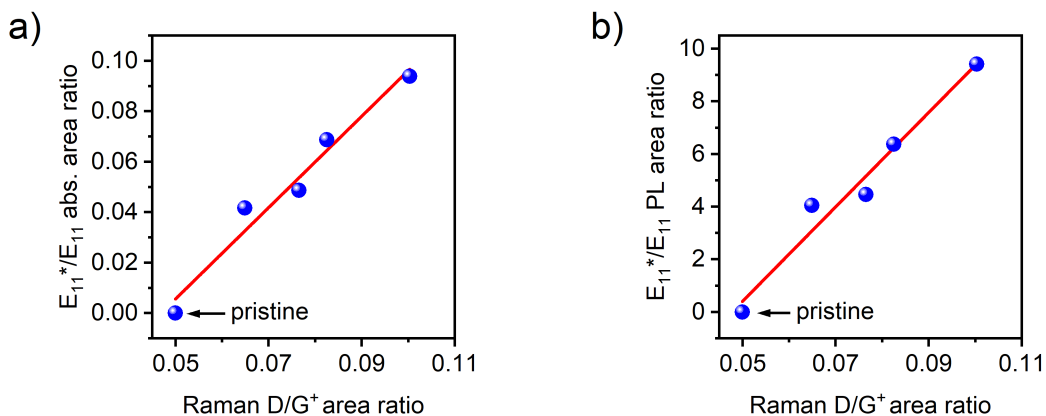 a)
E₁₁*/E₁₁ abs. area ratio
0.10
0.08
0.06
0.04
0.02
0.00
pristine
0.05 0.07 0.09 0.11
Raman D/G⁺ area ratio
b)
E₁₁*/E₁₁ PL area ratio
10
8
6
4
2
0
pristine
0.05 0.07 0.09 0.11
Raman D/G⁺ area ratio